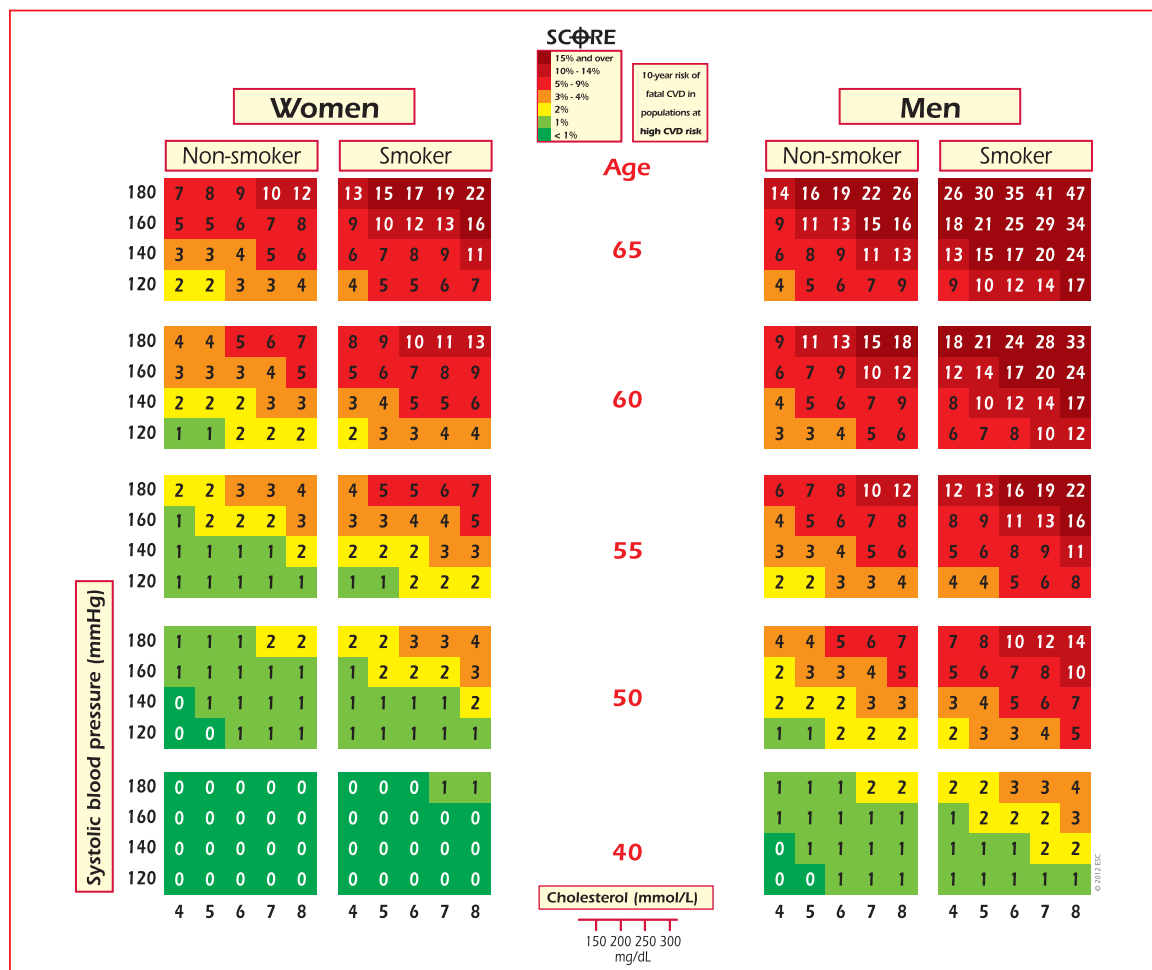 SCORE
15% and over
10% - 14%
5% - 9%
3% - 4%
2%
1%
< 1%
10-year risk of
fatal CVD in
populations at
high CVD risk
Women
Men
Non-smoker Smoker Age Non-smoker Smoker
180 7 8 9 10 12 13 15 17 19 22 14 16 19 22 26 26 30 35 41 47
160 5 5 6 7 8 9 10 12 13 16 9 11 13 15 16 18 21 25 29 34
140 3 3 4 5 6 6 7 8 9 11 65 6 8 9 11 13 13 15 17 20 24
120 2 2 3 3 4 4 5 5 6 7 4 5 6 7 9 9 10 12 14 17
180 4 4 5 6 7 8 9 10 11 13 9 11 13 15 18 18 21 24 28 33
160 3 3 3 4 5 5 6 7 8 9 6 7 9 10 12 12 14 17 20 24
140 2 2 2 3 3 3 4 5 5 6 60 4 5 6 7 9 8 10 12 14 17
120 1 1 2 2 2 2 3 3 4 4 3 3 4 5 6 6 7 8 10 12
180 2 2 3 3 4 4 5 5 6 7 6 7 8 10 12 12 13 16 19 22
160 1 2 2 2 3 3 3 4 4 5 4 5 6 7 8 8 9 11 13 16
140 1 1 1 1 2 2 2 2 3 3 55 3 3 4 5 6 5 6 8 9 11
120 1 1 1 1 1 1 1 2 2 2 2 2 3 3 4 4 4 5 6 8
180 1 1 1 2 2 2 2 3 3 4 4 4 5 6 7 7 8 10 12 14
160 1 1 1 1 1 1 2 2 2 3 2 3 3 4 5 5 6 7 8 10
140 0 1 1 1 1 1 1 1 1 2 50 2 2 2 3 3 3 4 5 6 7
120 0 0 1 1 1 1 1 1 1 1 1 1 2 2 2 2 3 3 4 5
180 0 0 0 0 0 0 0 0 1 1 1 1 1 2 2 2 2 3 3 4
160 0 0 0 0 0 0 0 0 0 0 1 1 1 1 1 1 2 2 2 3
140 0 0 0 0 0 0 0 0 0 0 40 0 1 1 1 1 1 1 1 2 2
120 0 0 0 0 0 0 0 0 0 0 0 0 1 1 1 1 1 1 1 1
4 5 6 7 8 4 5 6 7 8 4 5 6 7 8 4 5 6 7 8
Systolic blood pressure (mmHg)
Cholesterol (mmol/L)
150 200 250 300
mg/dL
© 2012 ESC